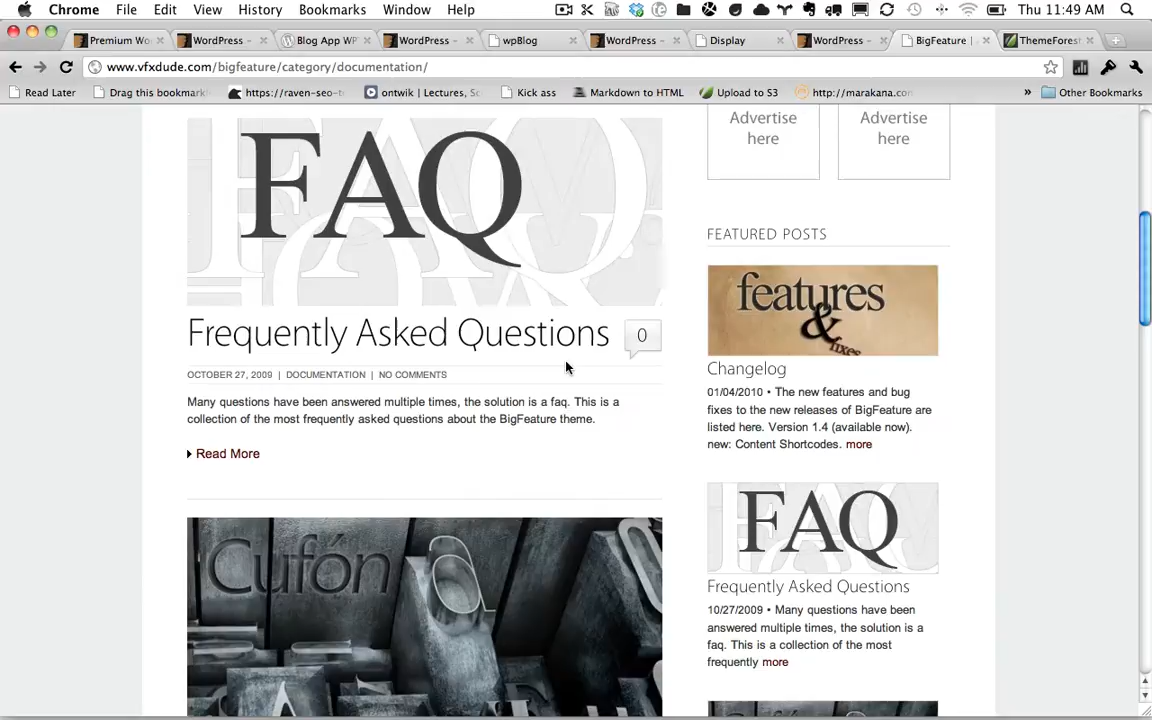 Chrome File Edit View History Bookmarks Window Help Thu 11:49 AM
Premium Wo WordPress - Blog App WP WordPress - wpBlog WordPress - Display WordPress - BigFeature | ThemeForest
www.vfxdude.com/bigfeature/category/documentation/
Read Later Drag this bookmark https://raven-seo-t ontwik | Lectures, Sc Kick ass Markdown to HTML Upload to S3 http://marakana.com » Other Bookmarks
FAQ
Frequently Asked Questions 0
OCTOBER 27, 2009 | DOCUMENTATION | NO COMMENTS
Many questions have been answered multiple times, the solution is a faq. This is a
collection of the most frequently asked questions about the BigFeature theme.
Read More
Cufón
Advertise
here
Advertise
here
FEATURED POSTS
features
&
fixes
Changelog
01/04/2010 • The new features and bug
fixes to the new releases of BigFeature are
listed here. Version 1.4 (available now).
new: Content Shortcodes. more
FAQ
Frequently Asked Questions
10/27/2009 • Many questions have been
answered multiple times, the solution is a
faq. This is a collection of the most
frequently more